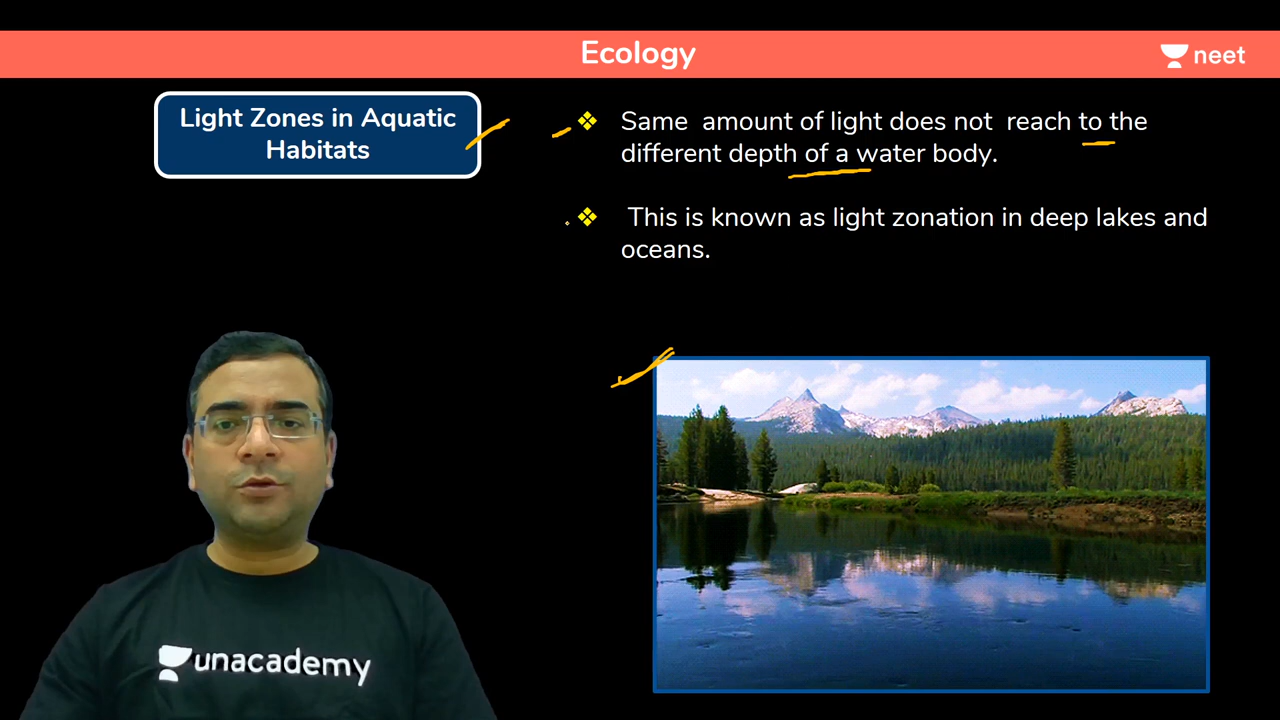 Ecology
neet
Light Zones in Aquatic
Habitats
❖ Same amount of light does not reach to the
different depth of a water body.
❖ This is known as light zonation in deep lakes and
oceans.
unacademy